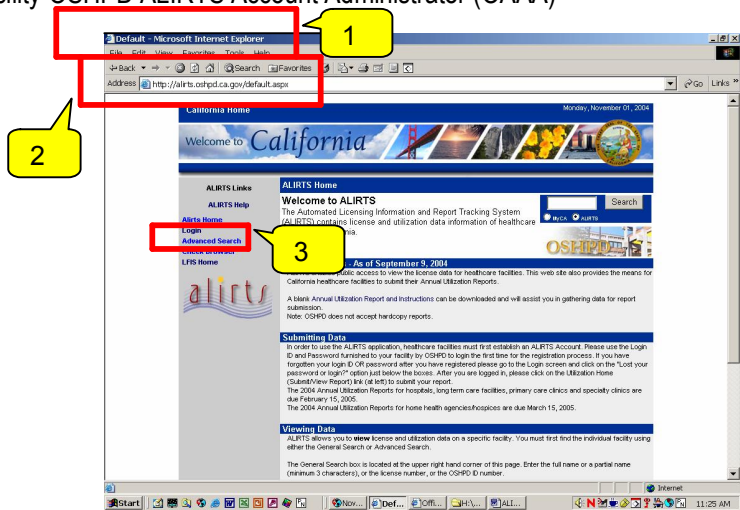 cility OSHPD ALIRTS Account Administrator (CAAA)
1
Default - Microsoft Internet Explorer
File Edit View Favorites Tools Help
Back Search Favorites
Address http://alirts.oshpd.ca.gov/default.aspx Go Links »
2
California Home Monday, November 01, 2004
Welcome to California
ALIRTS Links
ALIRTS Help
Alirts Home
Login
Advanced Search
Check Browser
LFIS Home
alirts
3
ALIRTS Home
Welcome to ALIRTS
The Automated Licensing Information and Report Tracking System
(ALIRTS) contains license and utilization data information of healthcare
Search
My CA ALIRTS
OSHPD
- As of September 9, 2004
public access to view the license data for healthcare facilities. This web site also provides the means for
California healthcare facilities to submit their Annual Utilization Reports.
A blank Annual Utilization Report and Instructions can be downloaded and will assist you in gathering data for report
submission.
Note: OSHPD does not accept hardcopy reports.
Submitting Data
In order to use the ALIRTS application, healthcare facilities must first establish an ALIRTS Account. Please use the Login
ID and Password furnished to your facility by OSHPD to login the first time for the registration process. If you have
forgotten your login ID OR password after you have registered please go to the Login screen and click on the "Lost your
password or login?" option just below the boxes. After you are logged in, please click on the Utilization Home
(Submit/View Report) link (at left) to submit your report.
The 2004 Annual Utilization Reports for hospitals, long term care facilities, primary care clinics and specialty clinics are
due February 15, 2005.
The 2004 Annual Utilization Reports for home health agencies/hospices are due March 15, 2005.
Viewing Data
ALIRTS allows you to view license and utilization data on a specific facility. You must first find the individual facility using
either the General Search or Advanced Search.
The General Search box is located at the upper right hand corner of this page. Enter the full name or a partial name
(minimum 3 characters), or the license number, or the OSHPD ID number.
Internet
Start Nov... Def... Offi... H:\... ALI... 11:25 AM